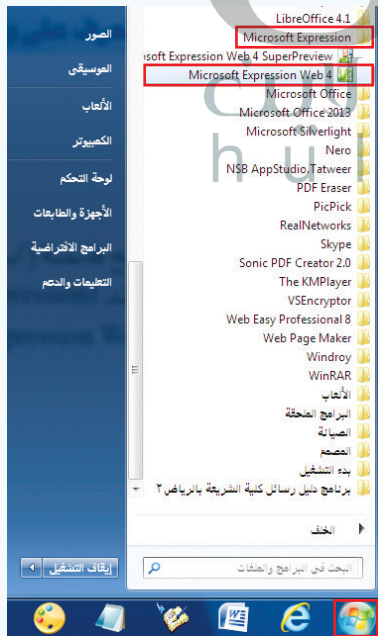 LibreOffice 4.1
Microsoft Expression
soft Expression Web 4 SuperPreview
Microsoft Expression Web 4
Microsoft Office
Microsoft Office 2013
Microsoft Silverlight
Nero
NSB AppStudio,Tatweer
PDF Eraser
PicPick
RealNetworks
Skype
Sonic PDF Creator 2.0
The KMPlayer
VSEncryptor
Web Easy Professional 8
Web Page Maker
Windroy
WinRAR
الألعاب
البرامج الملحقة
الصيانة
المصمم
بدء التشغيل
برنامج دليل رسائل كلية الشريعة بالرياض ٢
الخلف
البحث في البرامج والملفات
الصور
الموسيقى
الألعاب
الكمبيوتر
لوحة التحكم
الأجهزة والطابعات
البرامج الافتراضية
التعليمات والدعم
إيقاف التشغيل